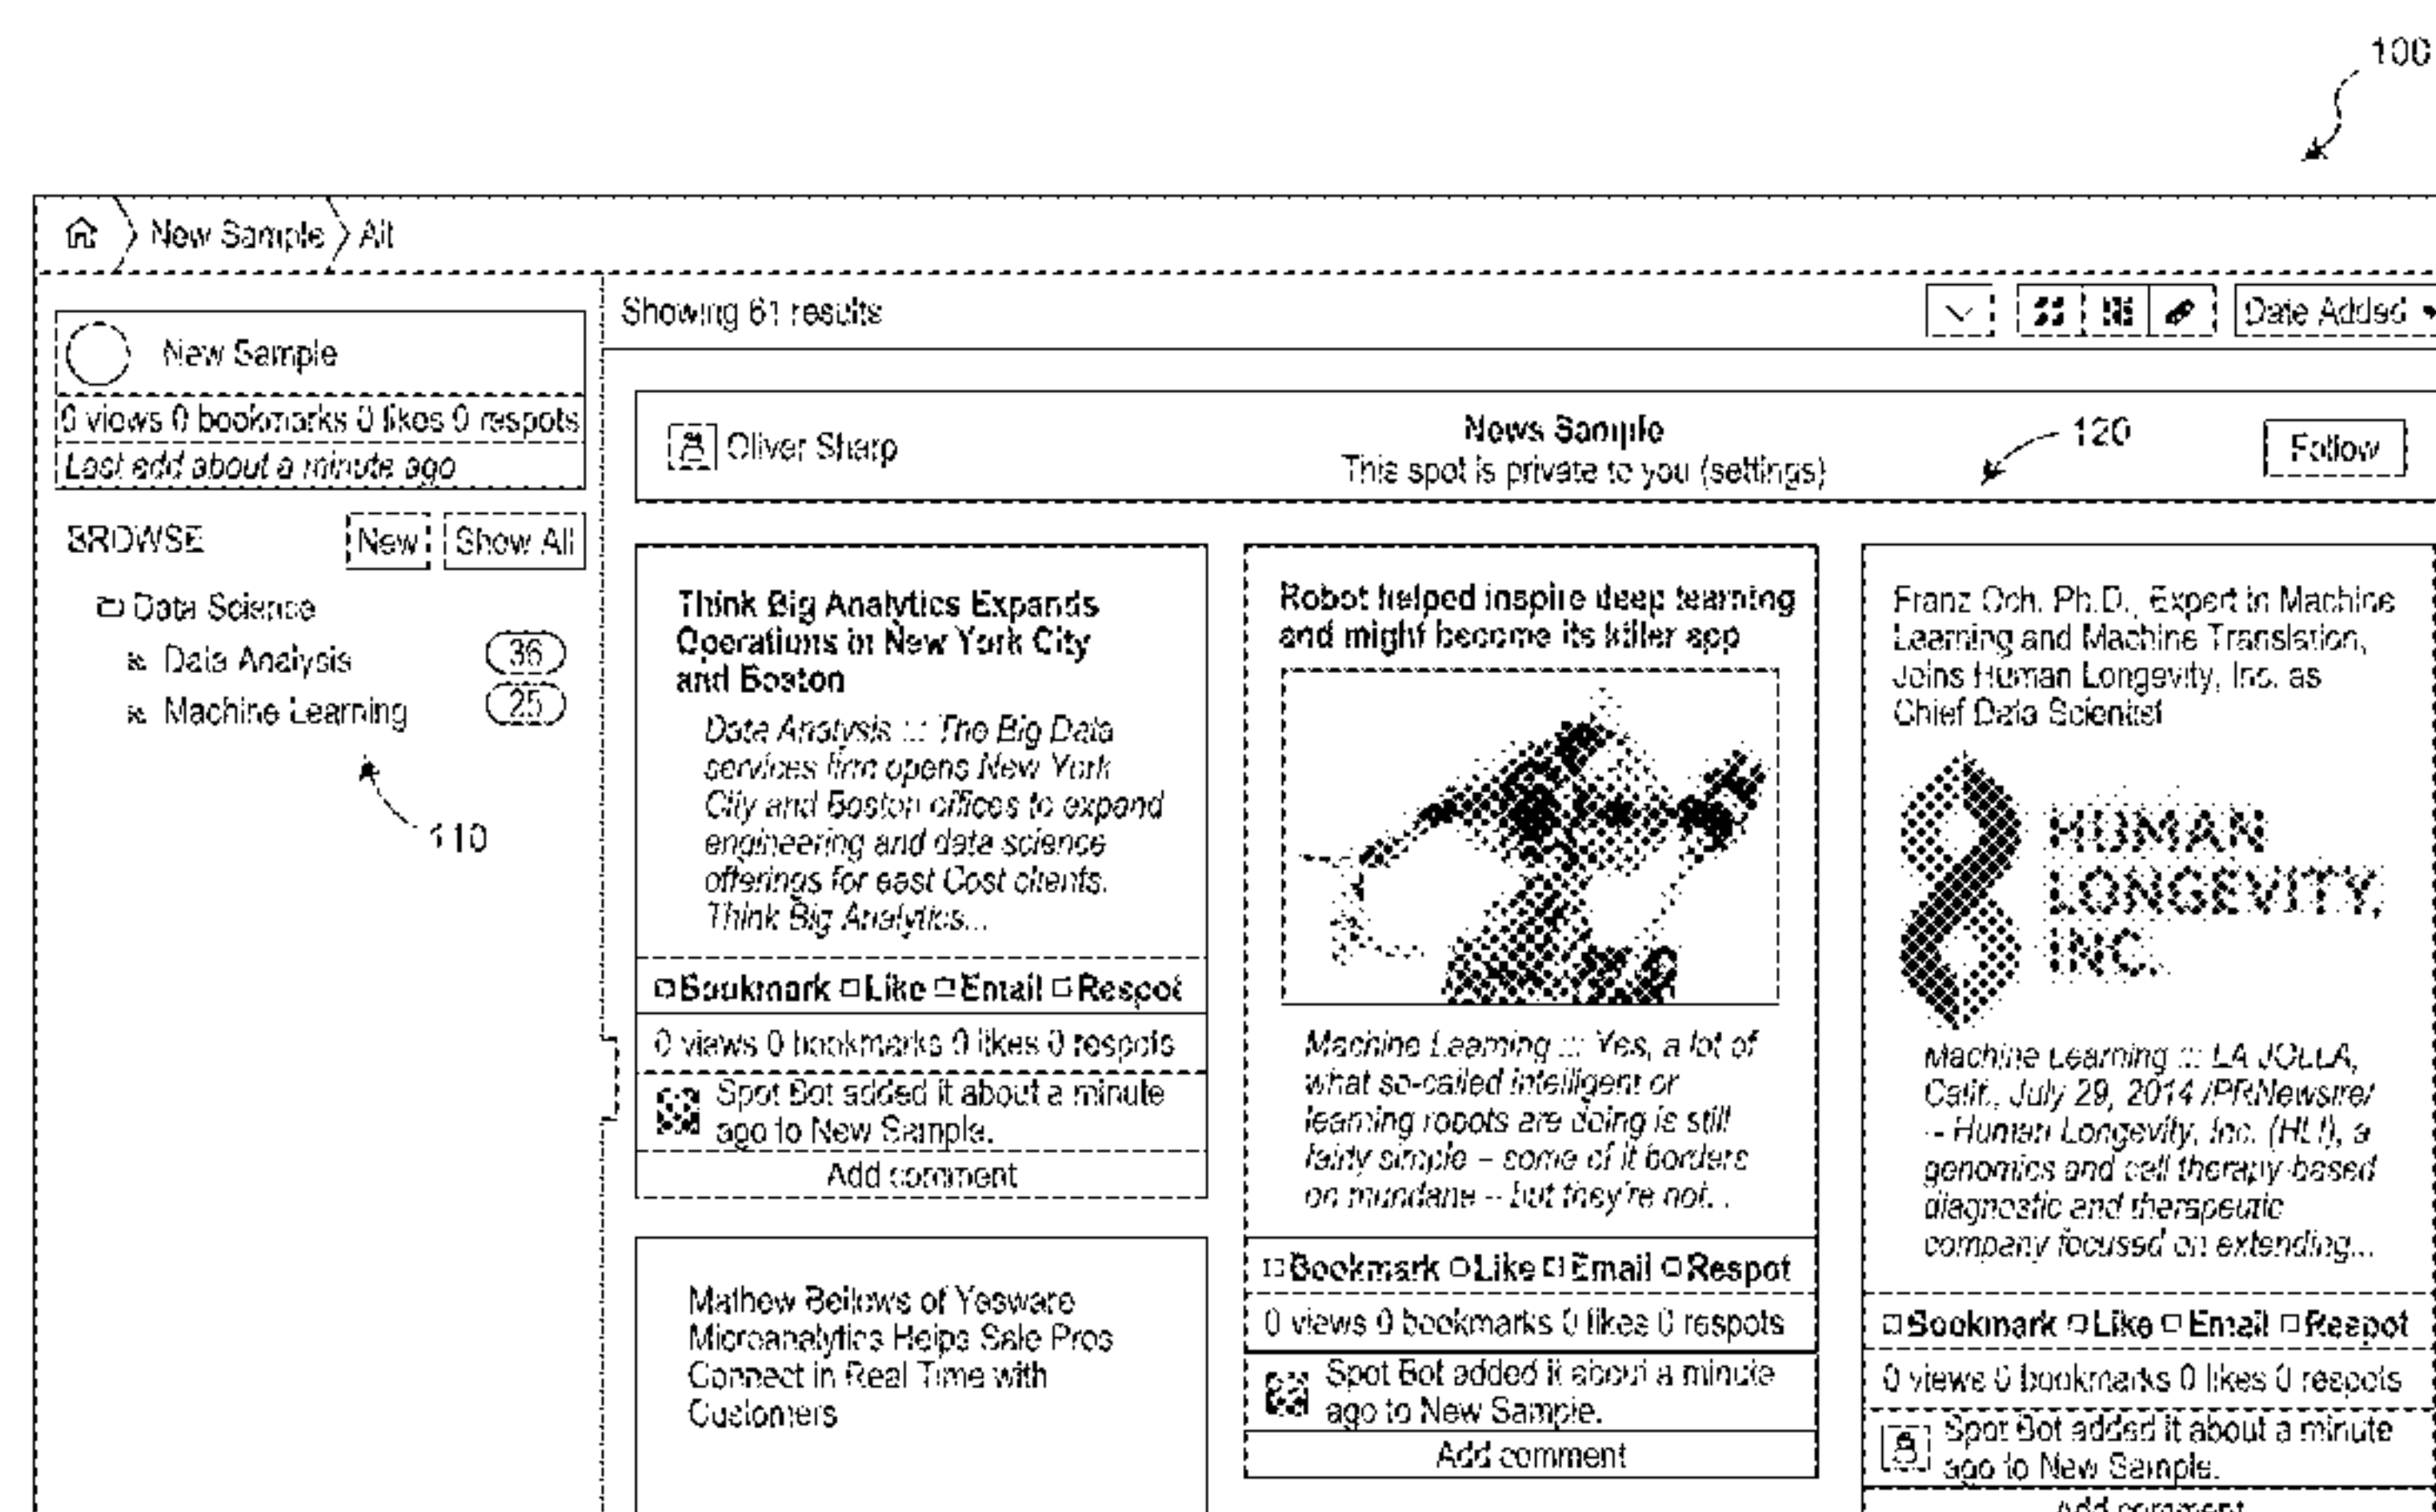 100
New Sample All
Showing 61 results
Date Added
New Sample
0 views 0 bookmarks 0 likes 0 respots
Last add about a minute ago
BROWSE New Show All
Data Science
Data Analysis 36
Machine Learning 25
110
Oliver Sharp
News Sample
This spot is private to you (settings)
120
Follow
Think Big Analytics Expands
Operations in New York City
and Boston
Data Analysis ::: The Big Data
services firm opens New York
City and Boston offices to expand
engineering and data science
offerings for east Cost clients.
Think Big Analytics...
Bookmark Like Email Respot
0 views 0 bookmarks 0 likes 0 respots
Spot Bot added it about a minute
ago to New Sample.
Add comment
Mathew Bellows of Yesware
Microanalytics Helps Sale Pros
Connect in Real Time with
Customers
Robot helped inspire deep learning
and might become its killer app
Machine Learning ::: Yes, a lot of
what so-called intelligent or
learning robots are doing is still
fairly simple – some of it borders
on mundane -- but they're not...
Bookmark Like Email Respot
0 views 0 bookmarks 0 likes 0 respots
Spot Bot added it about a minute
ago to New Sample.
Add comment
Franz Och, Ph.D., Expert in Machine
Learning and Machine Translation,
Joins Human Longevity, Inc. as
Chief Data Scientist
HUMAN
LONGEVITY,
INC.
Machine Learning ::: LA JOLLA,
Calif., July 29, 2014 /PRNewsire/
-- Human Longevity, Inc. (HLI), a
genomics and cell therapy-based
diagnostic and therapeutic
company focused on extending...
Bookmark Like Email Respot
0 views 0 bookmarks 0 likes 0 respots
Spot Bot added it about a minute
ago to New Sample.
Add comment